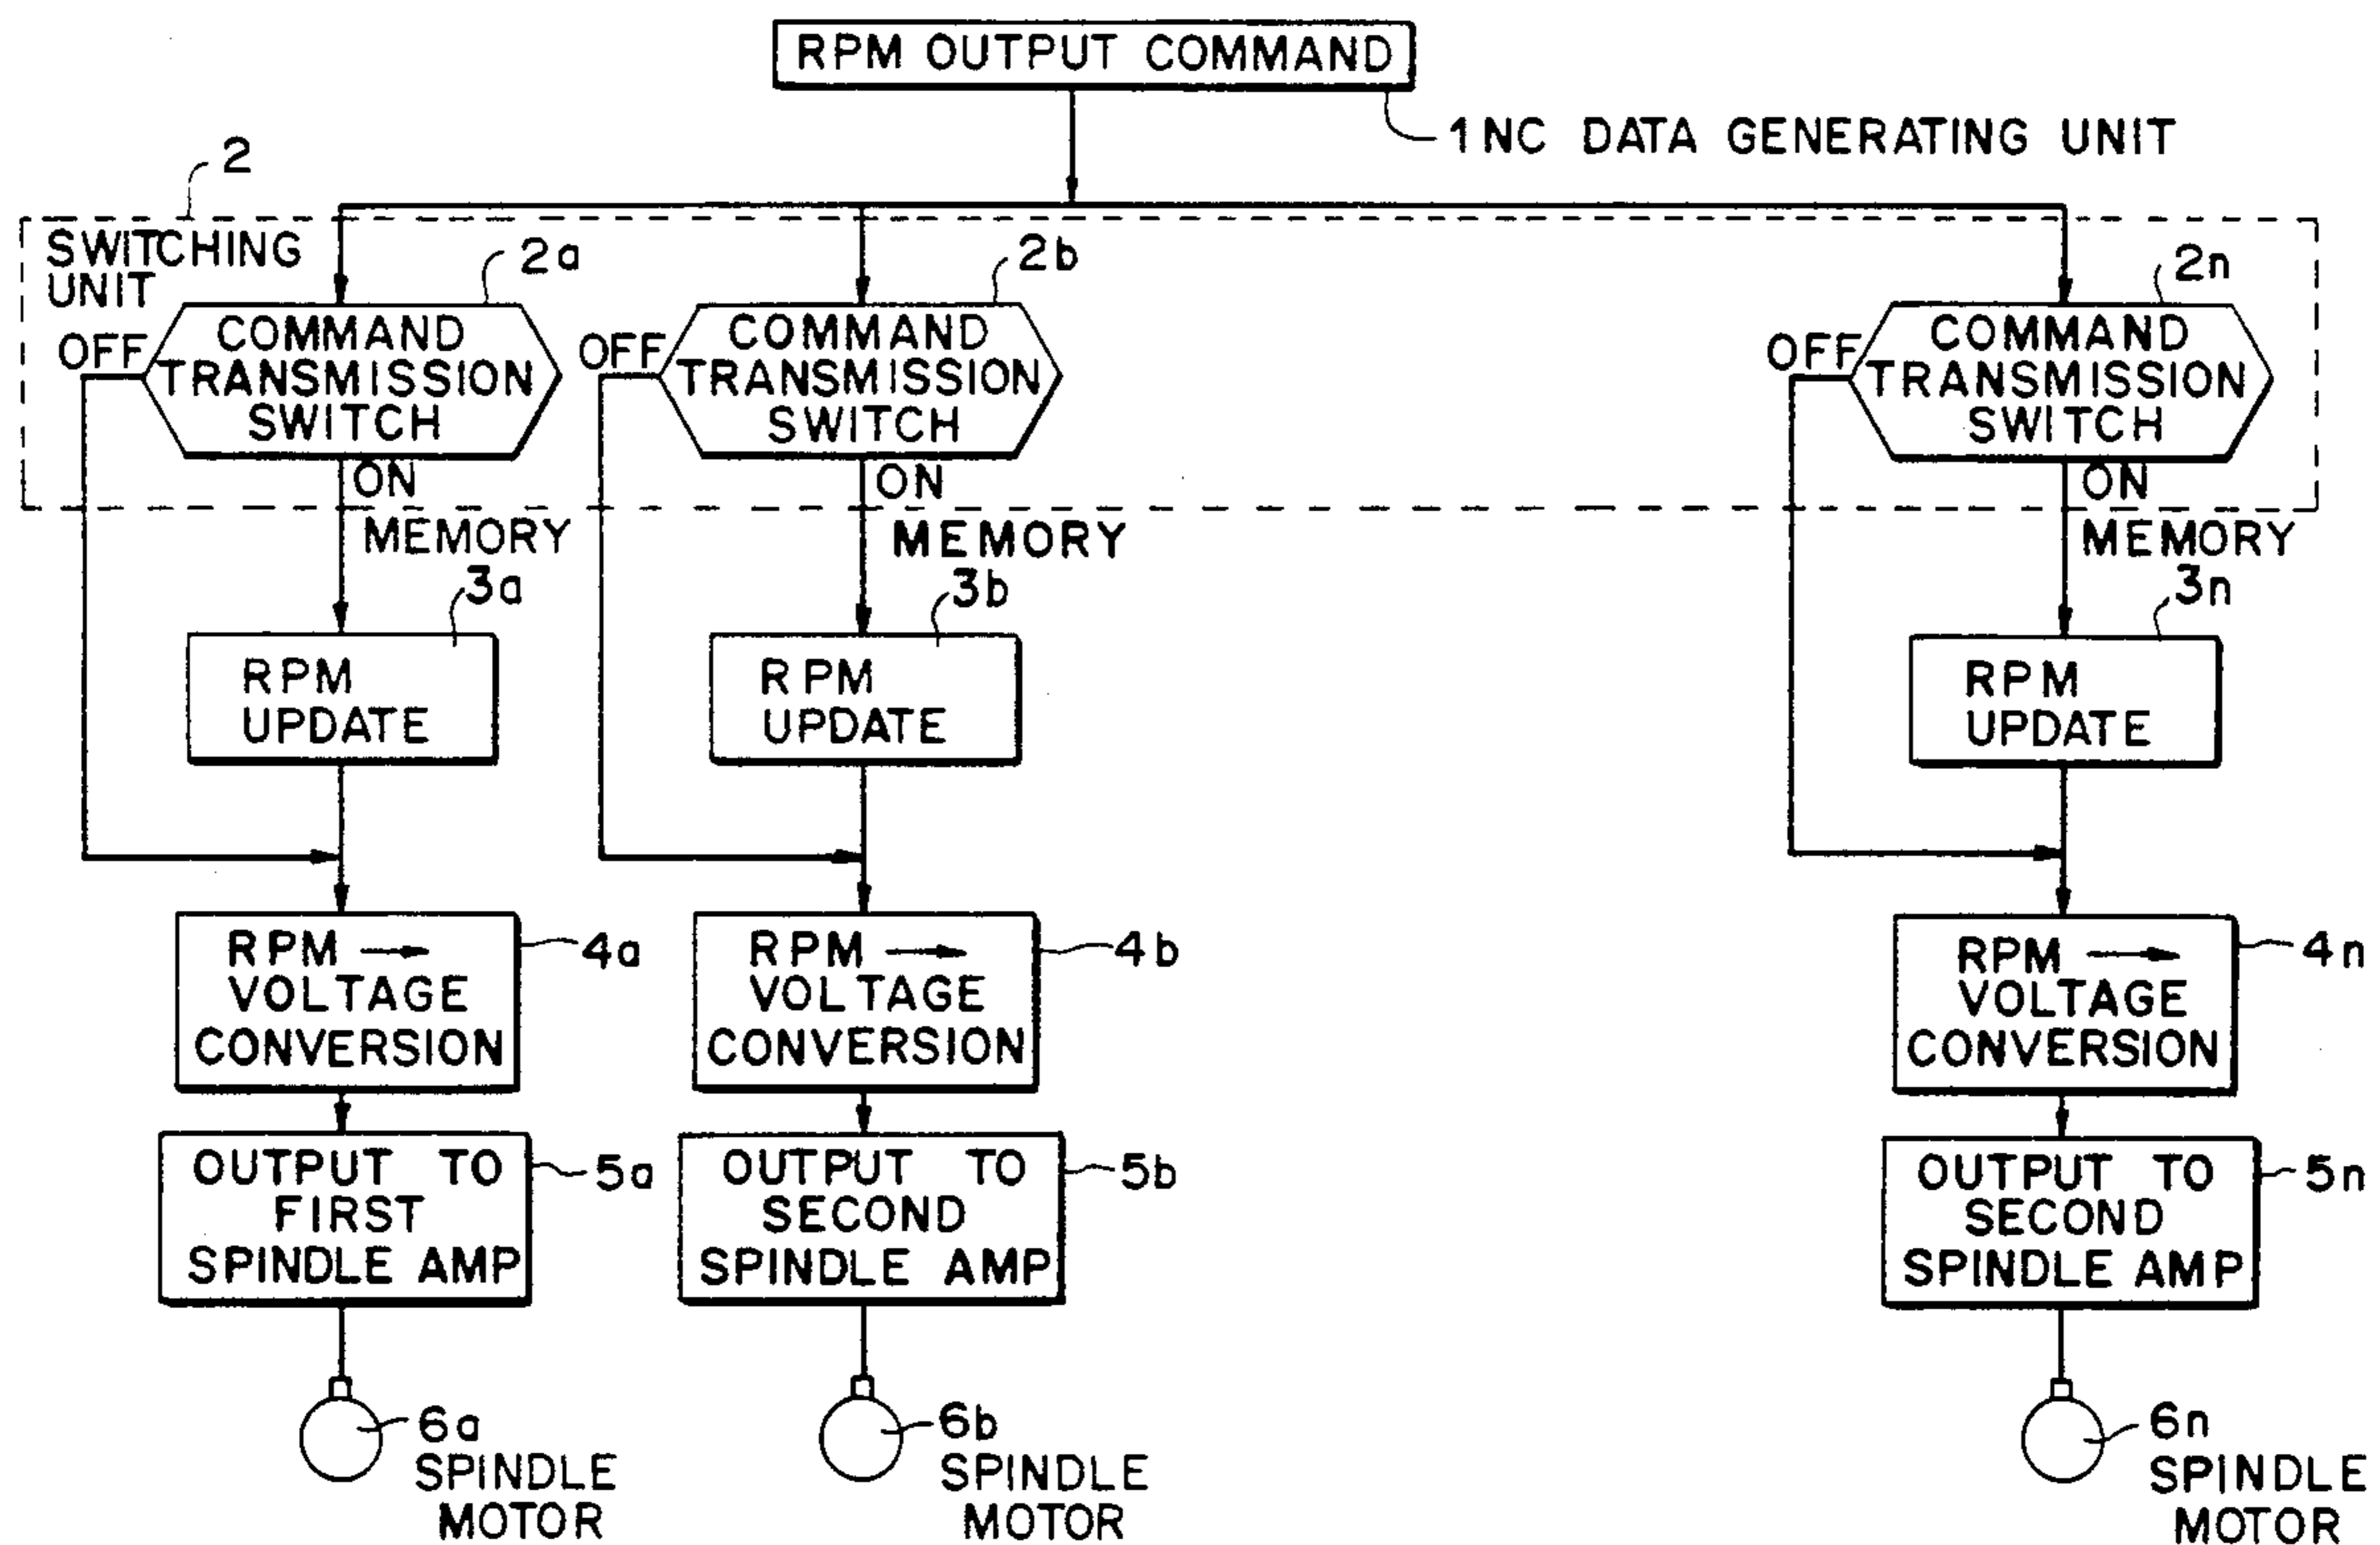 RPM OUTPUT COMMAND
1 NC DATA GENERATING UNIT
2
SWITCHING
UNIT
2a
2b
2n
OFF
COMMAND
TRANSMISSION
SWITCH
ON
OFF
COMMAND
TRANSMISSION
SWITCH
ON
OFF
COMMAND
TRANSMISSION
SWITCH
ON
MEMORY
3a
MEMORY
3b
MEMORY
3n
RPM
UPDATE
RPM
UPDATE
RPM
UPDATE
RPM →
VOLTAGE
CONVERSION
4a
RPM →
VOLTAGE
CONVERSION
4b
RPM →
VOLTAGE
CONVERSION
4n
OUTPUT TO
FIRST
SPINDLE AMP
5a
OUTPUT TO
SECOND
SPINDLE AMP
5b
OUTPUT TO
SECOND
SPINDLE AMP
5n
6a
SPINDLE
MOTOR
6b
SPINDLE
MOTOR
6n
SPINDLE
MOTOR